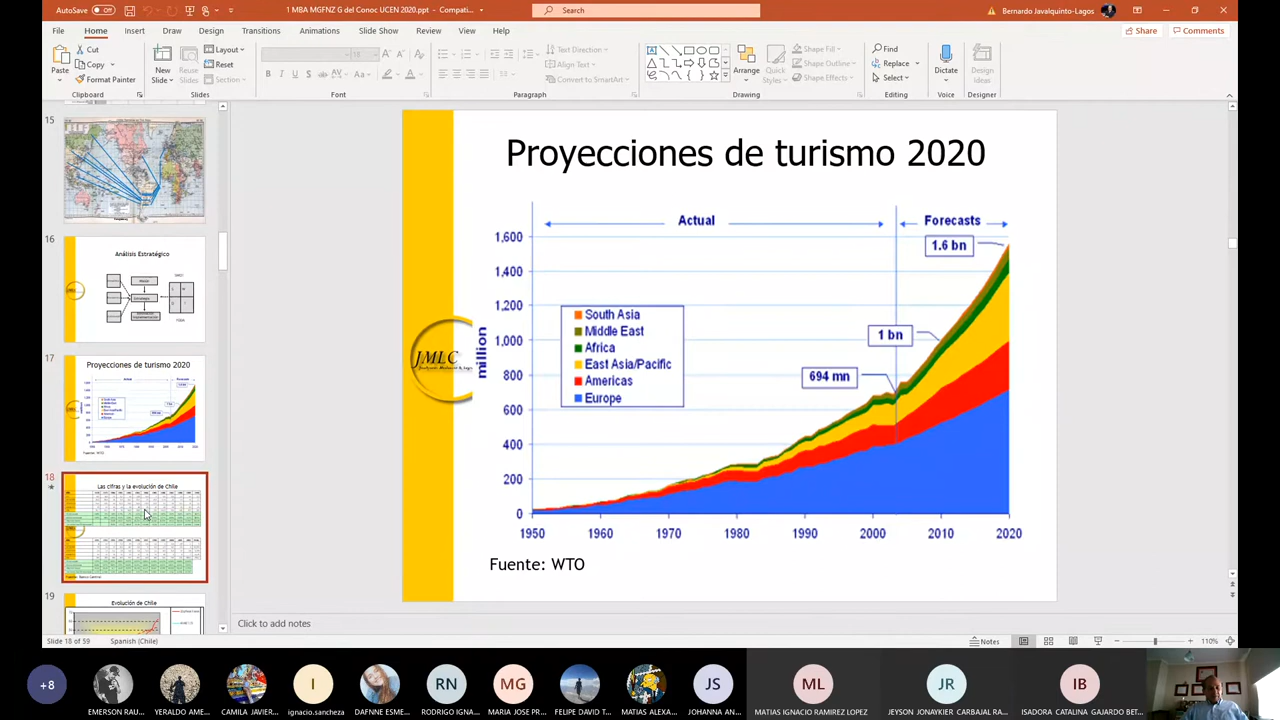 AutoSave Off
1 MBA MGFNZ G del Conoc UCEN 2020.ppt - Compati...
Search
Bernardo Javalquinto-Lagos
File Home Insert Draw Design Transitions Animations Slide Show Review View Help
Share Comments
Paste
Cut
Copy
Format Painter
Clipboard
New Slide
Reuse Slides
Layout
Reset
Section
Slides
Font
Text Direction
Align Text
Convert to SmartArt
Paragraph
Arrange
Quick Styles
Shape Fill
Shape Outline
Shape Effects
Drawing
Find
Replace
Select
Editing
Dictate
Voice
Design Ideas
Designer
15
16
Análisis Estratégico
17
Proyecciones de turismo 2020
18
Las cifras y la evolución de Chile
19
Evolución de Chile
Proyecciones de turismo 2020
Actual
Forecasts
1,600
1,400
1,200
1,000
800
600
400
200
0
million
1.6 bn
1 bn
694 mn
South Asia
Middle East
Africa
East Asia/Pacific
Americas
Europe
1950 1960 1970 1980 1990 2000 2010 2020
JMLC
Fuente: WTO
Click to add notes
Slide 18 of 59
Spanish (Chile)
Notes
110%
+8
EMERSON RAU...
YERALDO AME...
CAMILA JAVIER...
I
ignacio.sancheza
DAFNNE ESME...
RN
RODRIGO IGNA...
MG
MARIA JOSE PR...
FELIPE DAVID T...
MATIAS ALEXA...
JS
JOHANNA AN...
ML
MATIAS IGNACIO RAMIREZ LOPEZ
JR
JEYSON JONAYKIER CARBAJAL RA...
IB
ISADORA CATALINA GAJARDO BET...